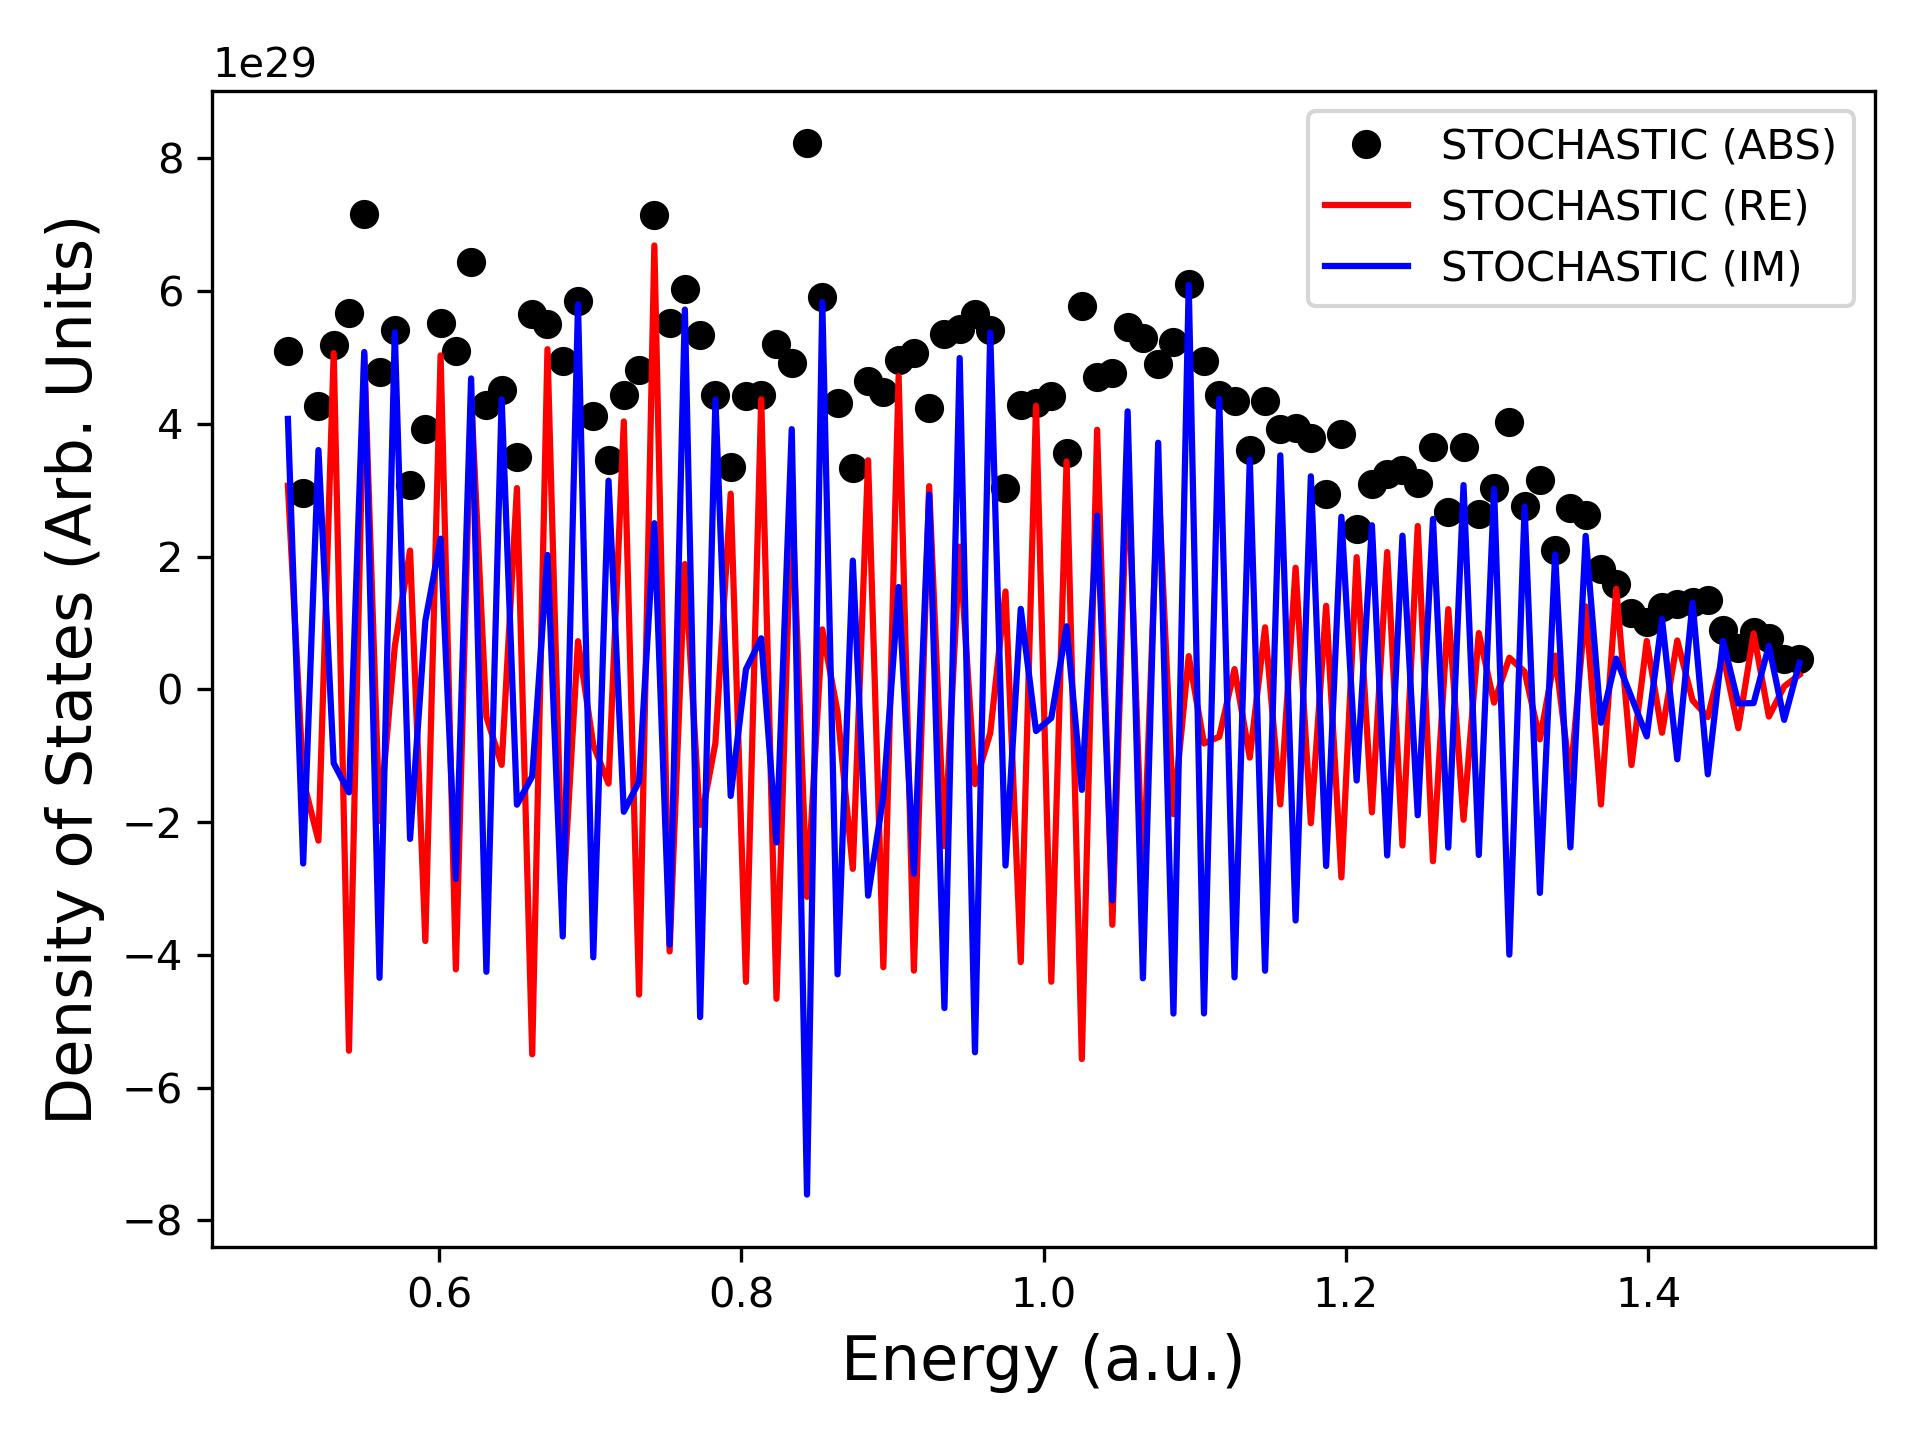 1e29
STOCHASTIC (ABS)
STOCHASTIC (RE)
STOCHASTIC (IM)
Density of States (Arb. Units)
8
6
4
2
0
−2
−4
−6
−8
0.6 0.8 1.0 1.2 1.4
Energy (a.u.)